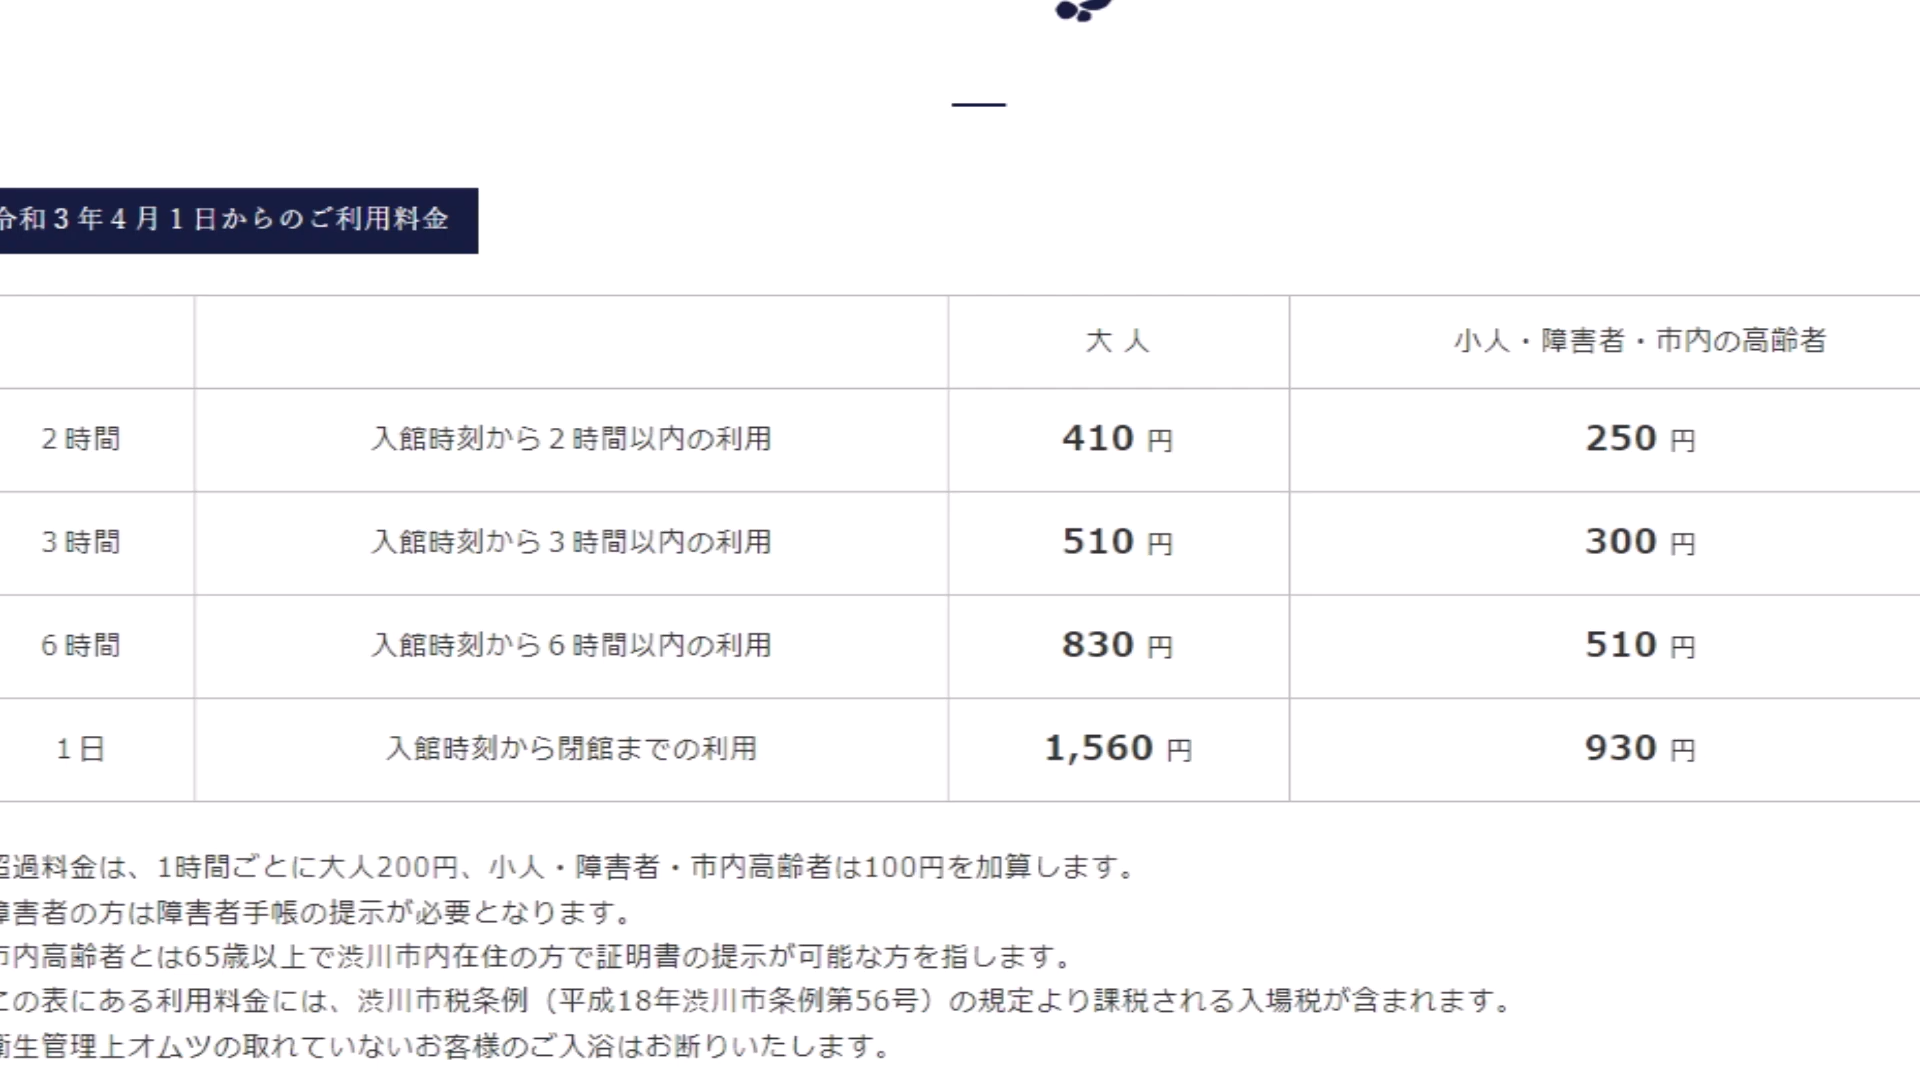 令和３年４月１日からのご利用料金
大 人 小人・障害者・市内の高齢者
２時間 入館時刻から２時間以内の利用 410 円 250 円
３時間 入館時刻から３時間以内の利用 510 円 300 円
６時間 入館時刻から６時間以内の利用 830 円 510 円
１日 入館時刻から閉館までの利用 1,560 円 930 円
超過料金は、1時間ごとに大人200円、小人・障害者・市内高齢者は100円を加算します。
障害者の方は障害者手帳の提示が必要となります。
市内高齢者とは65歳以上で渋川市内在住の方で証明書の提示が可能な方を指します。
この表にある利用料金には、渋川市税条例（平成18年渋川市条例第56号）の規定より課税される入場税が含まれます。
衛生管理上オムツの取れていないお客様のご入浴はお断りいたします。